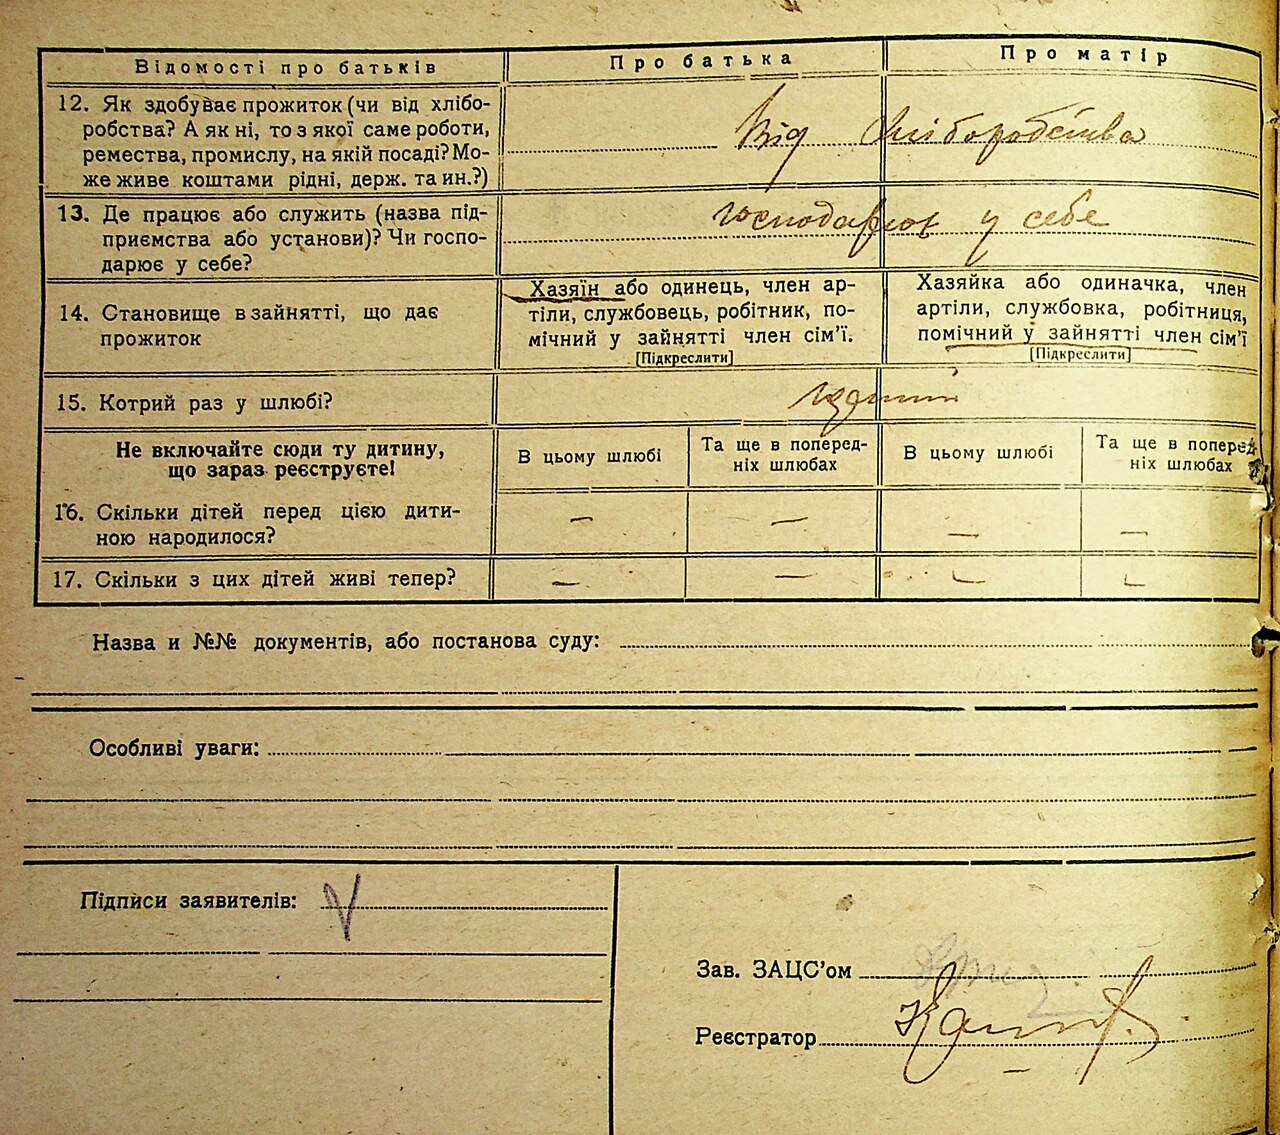 Відомості про батьків Про батька Про матір
12. Як здобуває прожиток (чи від хлібо-
робства? А як ні, то з якої саме роботи,
ремества, промислу, на якій посаді? Мо-
же живе коштами рідні, держ. та ин.?)
Від хліборобства
13. Де працює або служить (назва під-
приємства або установи)? Чи госпо-
дарює у себе?
господарює у себе
14. Становище в зайнятті, що дає
прожиток
Хазяїн або одинець, член ар-
тіли, службовець, робітник, по-
мічний у зайнятті член сім’ї.
[Підкреслити]
Хазяйка або одиначка, член
артіли, службовка, робітниця,
помічний у зайнятті член сім’ї
[Підкреслити]
15. Котрий раз у шлюбі?
Не включайте сюди ту дитину,
що зараз реєструєте!
В цьому шлюбі
Та ще в поперед-
ніх шлюбах
В цьому шлюбі
Та ще в поперед-
ніх шлюбах
16. Скільки дітей перед цією дити-
ною народилося?
— — — —
17. Скільки з цих дітей живі тепер?
— — — —
Назва и №№ документів, або постанова суду:
Особливі уваги:
Підписи заявителів:
Зав. ЗАЦС’ом
Реєстратор